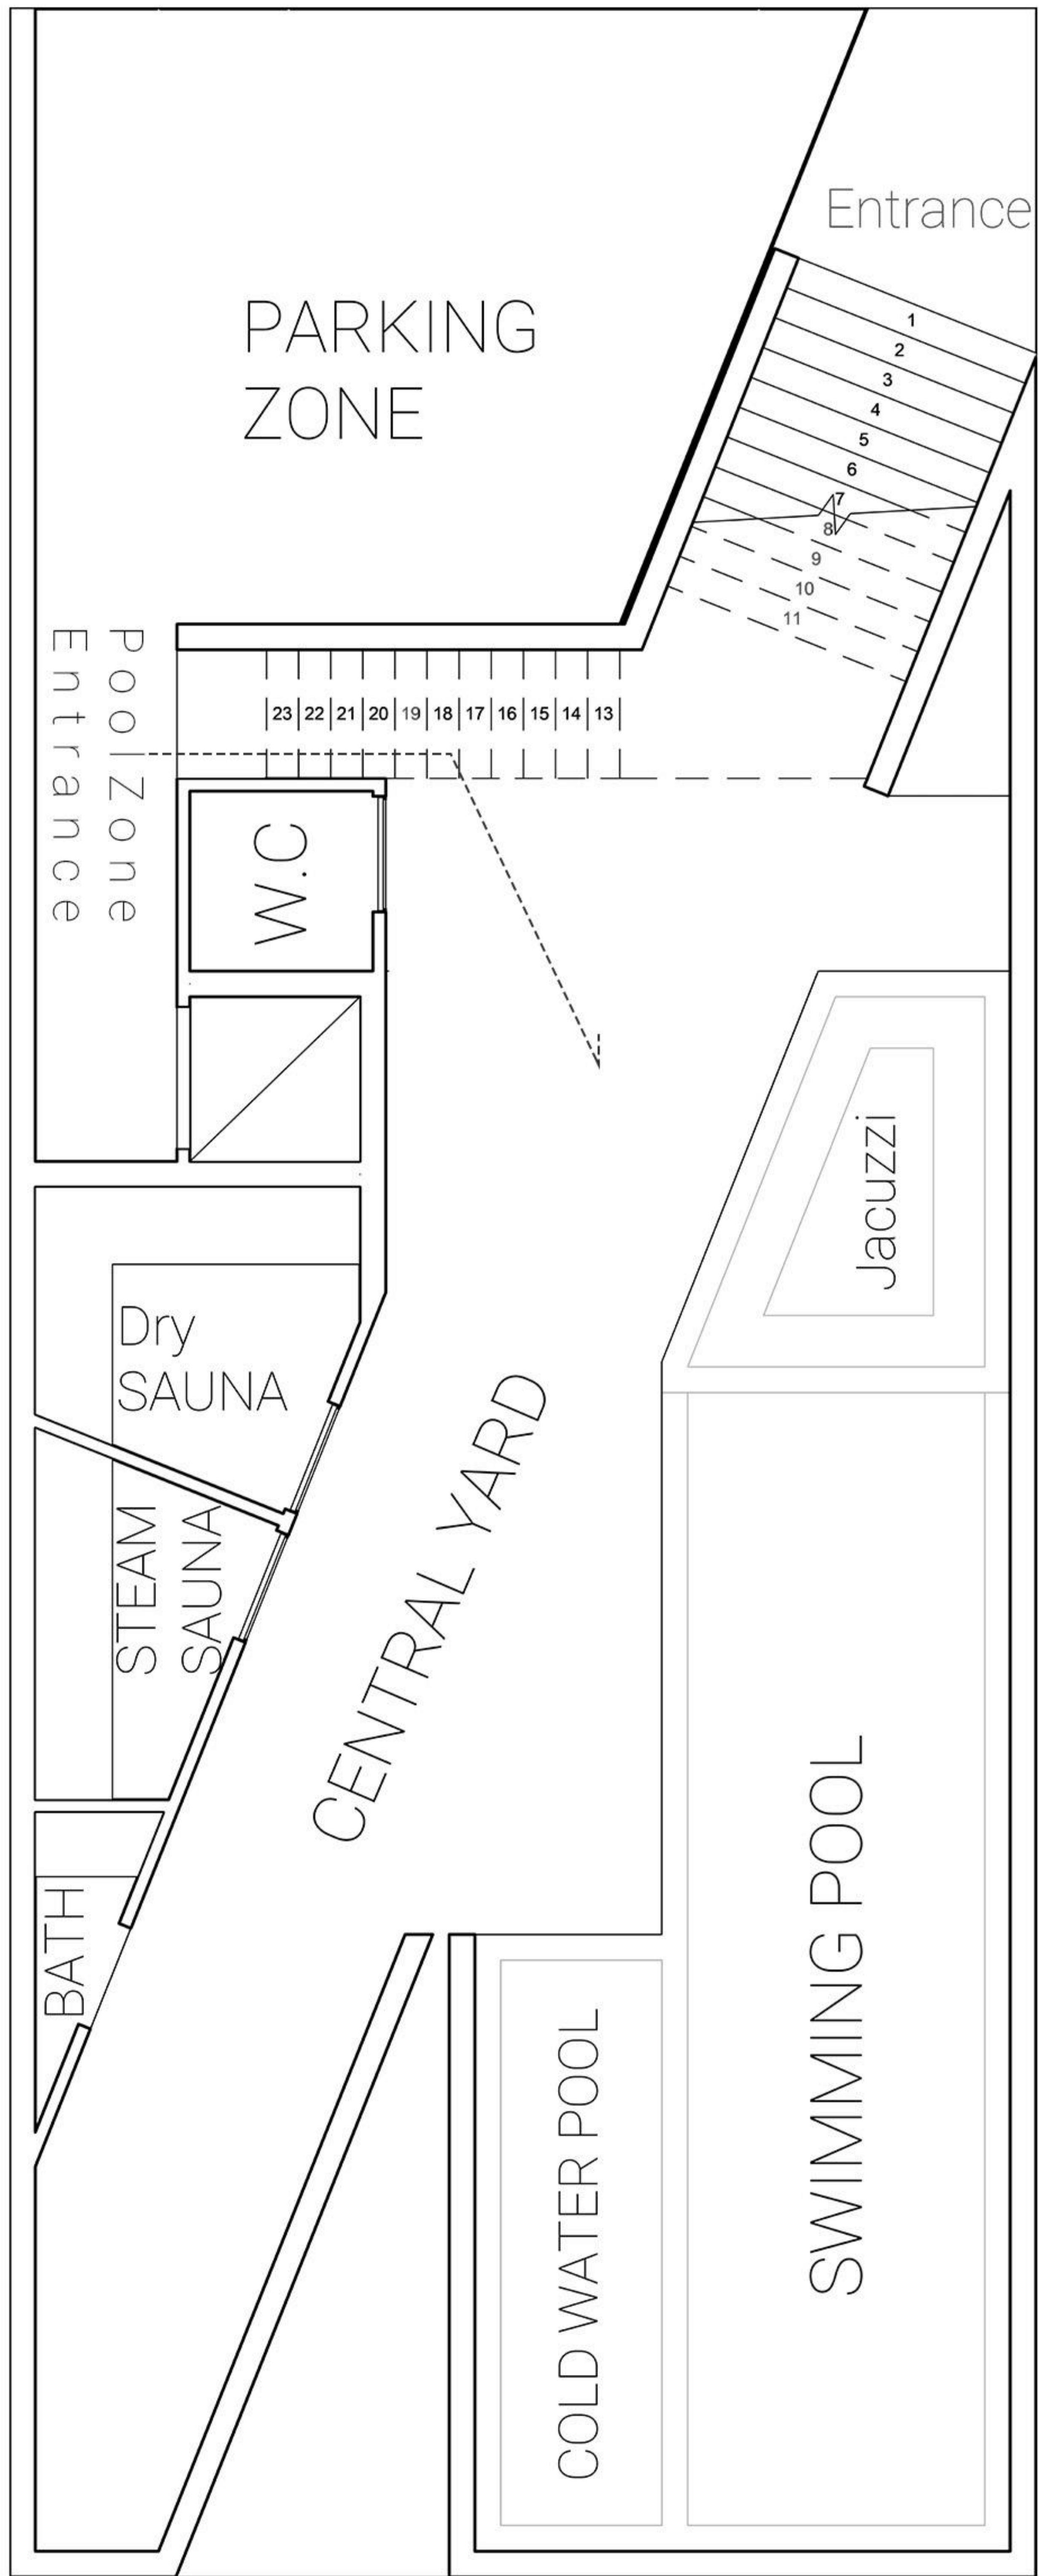 Entrance
PARKING
ZONE
1
2
3
4
5
6
7
8
9
10
11
Pool Zone
Entrance
23 22 21 20 19 18 17 16 15 14 13
W.C
Jacuzzi
Dry
SAUNA
STEAM
SAUNA
CENTRAL YARD
BATH
SWIMMING POOL
COLD WATER POOL